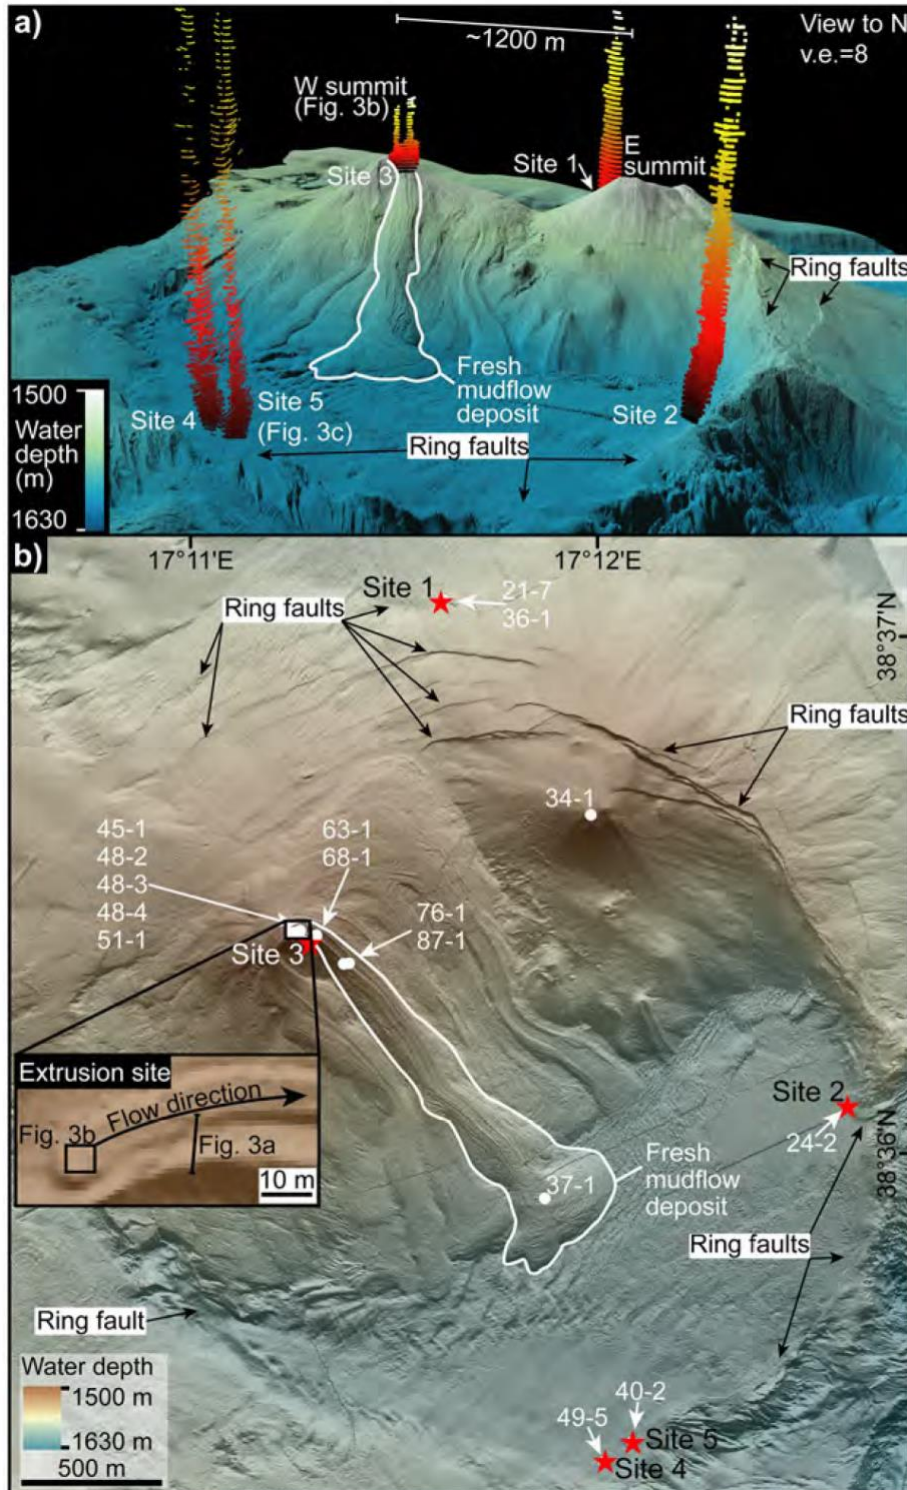 a)
~1200 m
View to N
v.e.=8
W summit
(Fig. 3b)
Site 3
Site 1
E
summit
Ring faults
1500
Water
depth
(m)
1630
Site 4
Site 5
(Fig. 3c)
Fresh
mudflow
deposit
Site 2
Ring faults
b)
17°11'E
17°12'E
Site 1
21-7
36-1
Ring faults
38°37'N
Ring faults
34-1
45-1
48-2
48-3
48-4
51-1
63-1
68-1
76-1
87-1
Site 3
Extrusion site
Flow direction
Fig. 3b
Fig. 3a
10 m
Site 2
24-2
38°36'N
37-1
Fresh
mudflow
deposit
Ring faults
Ring fault
Water depth
1500 m
1630 m
500 m
40-2
49-5
Site 5
Site 4